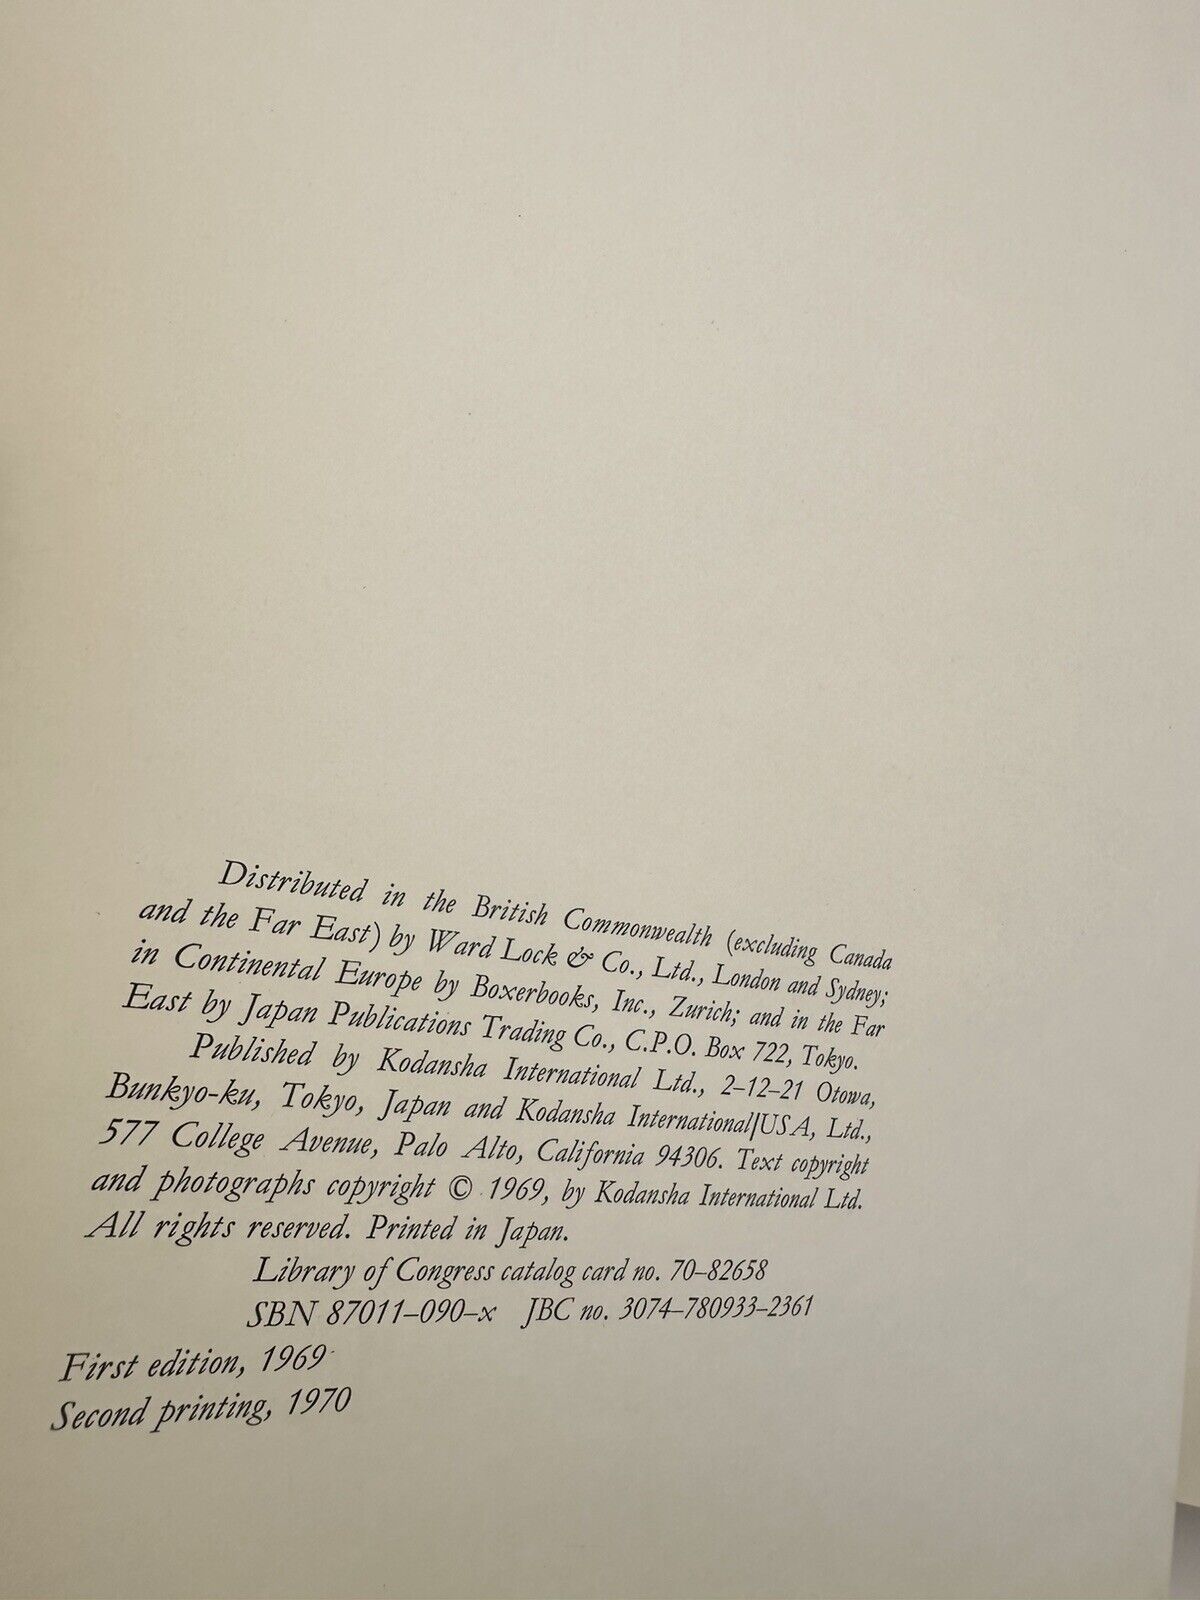 Distributed in the British Commonwealth (excluding Canada
and the Far East) by Ward Lock & Co., Ltd., London and Sydney;
in Continental Europe by Boxerbooks, Inc., Zurich; and in the Far
East by Japan Publications Trading Co., C.P.O. Box 722, Tokyo.
Published by Kodansha International Ltd., 2–12–21 Otowa,
Bunkyo-ku, Tokyo, Japan and Kodansha International/USA, Ltd.,
577 College Avenue, Palo Alto, California 94306. Text copyright
and photographs copyright © 1969, by Kodansha International Ltd.
All rights reserved. Printed in Japan.
Library of Congress catalog card no. 70–82658
SBN 87011–090–x JBC no. 3074–780933–2361
First edition, 1969
Second printing, 1970